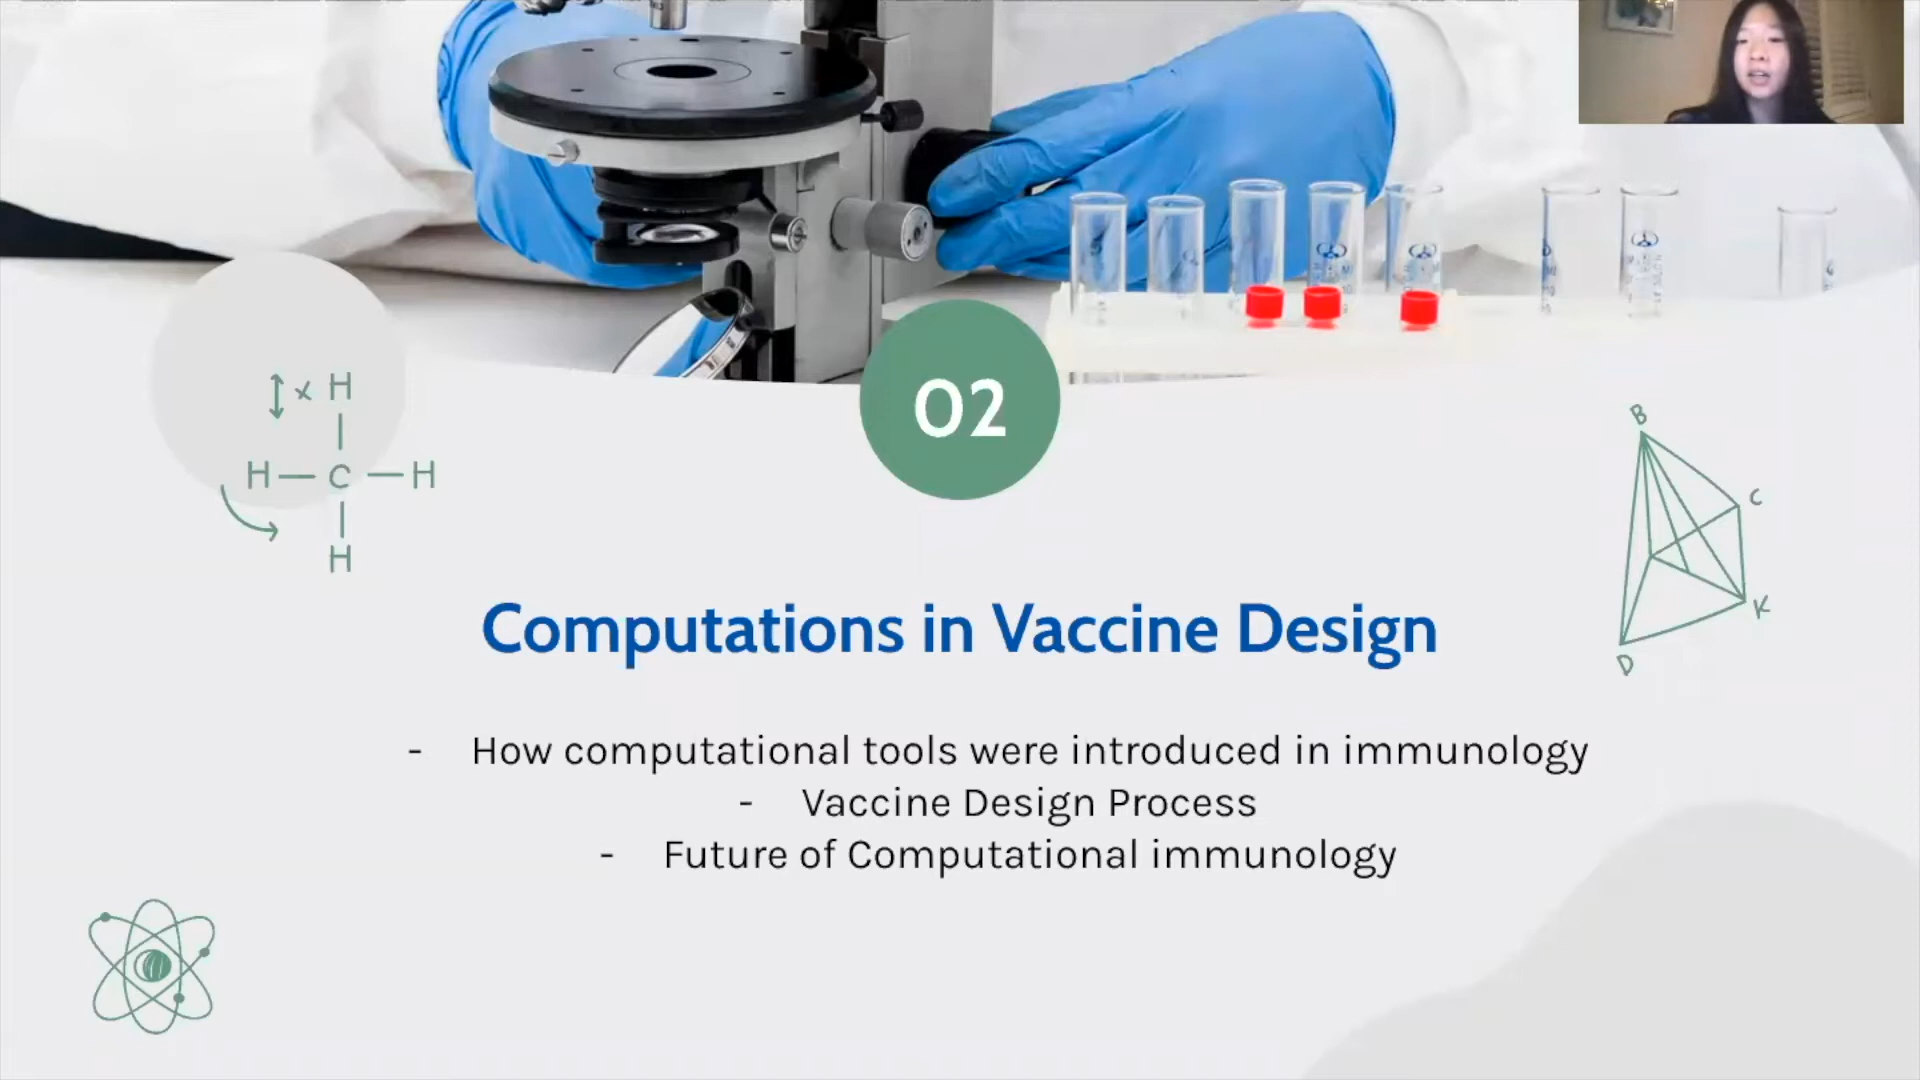 02
Computations in Vaccine Design
- How computational tools were introduced in immunology
- Vaccine Design Process
- Future of Computational immunology
x H
H C H
H
B
C
K
D